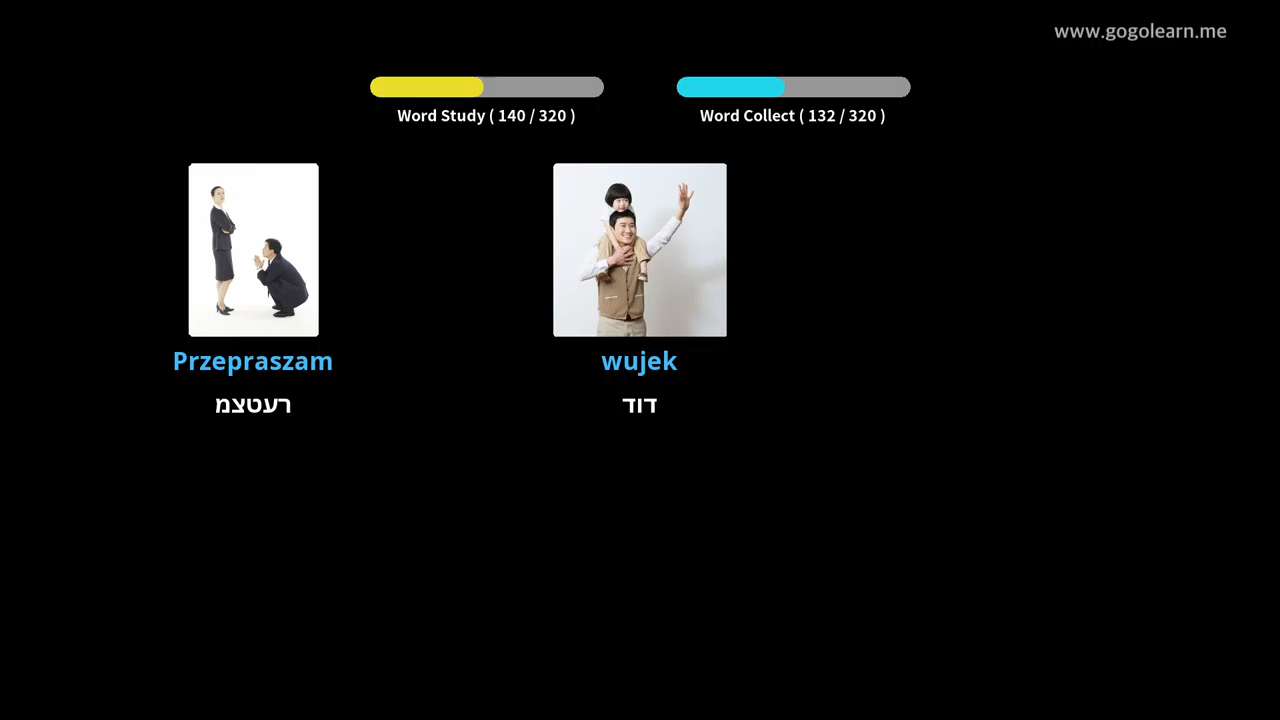 www.gogolearn.me
Word Study ( 140 / 320 )
Word Collect ( 132 / 320 )
Przepraszam
רעטצמ
wujek
דוד